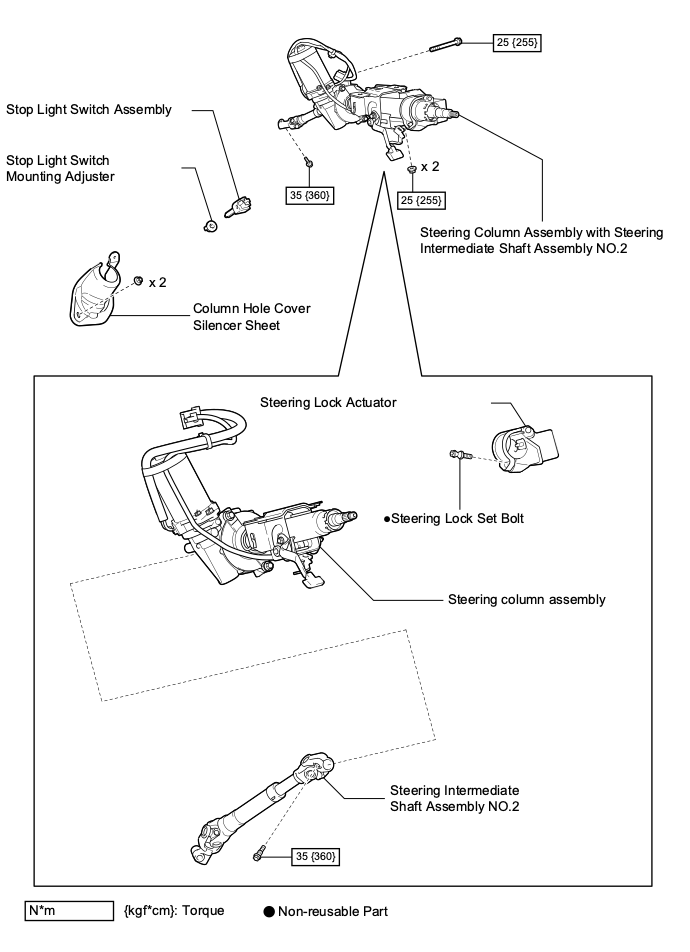 25 {255}
Stop Light Switch Assembly
Stop Light Switch
Mounting Adjuster
x 2
35 {360}
25 {255}
Steering Column Assembly with Steering
Intermediate Shaft Assembly NO.2
x 2
Column Hole Cover
Silencer Sheet
Steering Lock Actuator
●Steering Lock Set Bolt
Steering column assembly
Steering Intermediate
Shaft Assembly NO.2
35 {360}
N*m {kgf*cm}: Torque ● Non-reusable Part